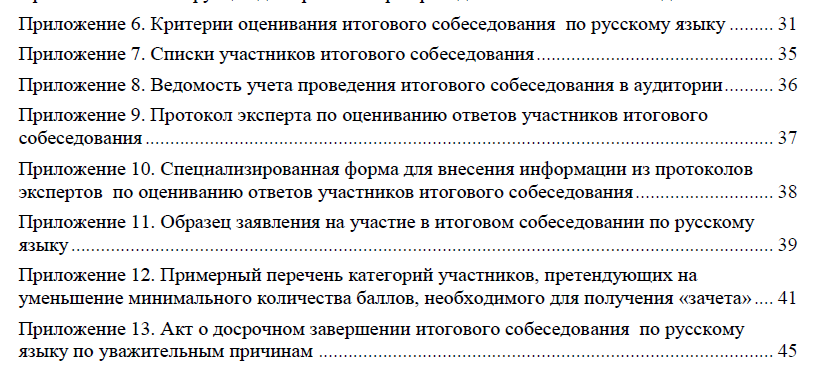 Приложение 6. Критерии оценивания итогового собеседования по русскому языку ......... 31
Приложение 7. Списки участников итогового собеседования ............................................. 35
Приложение 8. Ведомость учета проведения итогового собеседования в аудитории .......... 36
Приложение 9. Протокол эксперта по оцениванию ответов участников итогового
собеседования ........................................................................................................................ 37
Приложение 10. Специализированная форма для внесения информации из протоколов
экспертов по оцениванию ответов участников итогового собеседования .......................... 38
Приложение 11. Образец заявления на участие в итоговом собеседовании по русскому
языку ..................................................................................................................................... 39
Приложение 12. Примерный перечень категорий участников, претендующих на
уменьшение минимального количества баллов, необходимого для получения «зачета» .... 41
Приложение 13. Акт о досрочном завершении итогового собеседования по русскому
языку по уважительным причинам ...................................................................................... 45